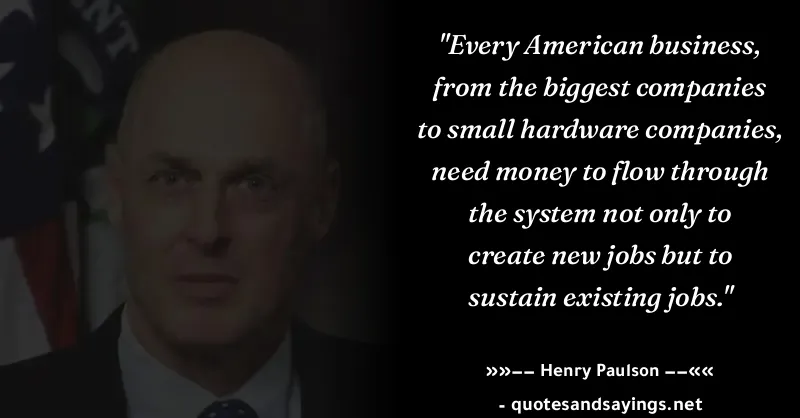 "Every American business,
from the biggest companies
to small hardware companies,
need money to flow through
the system not only to
create new jobs but to
sustain existing jobs."
»»–– Henry Paulson ––««
- quotesandsayings.net